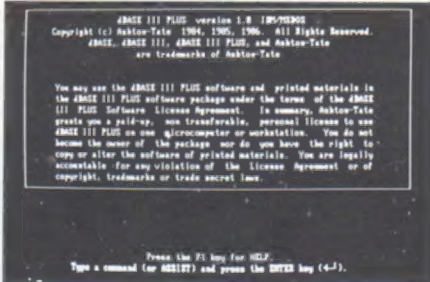 dBASE III PLUS version 1.0 IBM/MSDOS
Copyright (c) Ashton-Tate 1984, 1985, 1986. All Rights Reserved.
dBASE, dBASE III, dBASE III PLUS, and Ashton-Tate
are trademarks of Ashton-Tate
You may use the dBASE III PLUS software and printed materials in
the dBASE III PLUS software package under the terms of the dBASE
III PLUS Software License Agreement. In summary, Ashton-Tate
grants you a paid-up, non transferable, personal license to use
dBASE III PLUS on one microcomputer or workstation. You do not
become the owner of the package nor do you have the right to
copy or alter the software or printed materials. You are legally
accountable for any violation of the License Agreement or of
copyright, trademark or trade secret laws.
Press the F1 key for HELP.
Type a command (or ASSIST) and press the ENTER key (◄─┘).